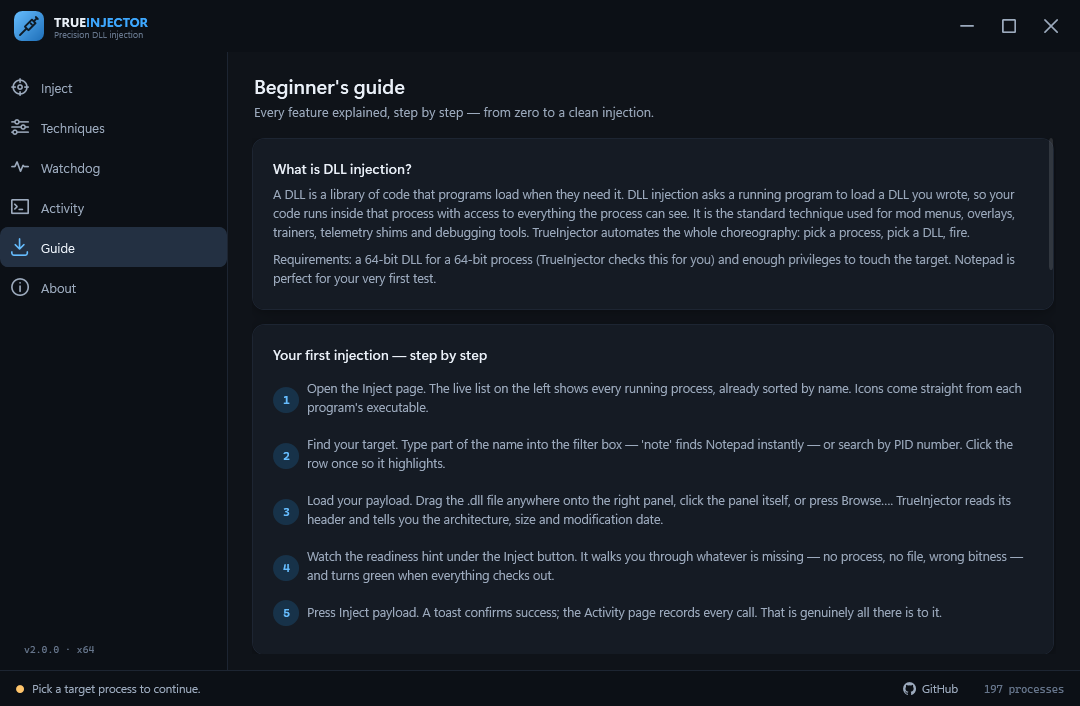 TRUEINJECTOR
Precision DLL injection
Inject
Techniques
Watchdog
Activity
Guide
About
v2.0.0 · x64
Beginner's guide
Every feature explained, step by step — from zero to a clean injection.
What is DLL injection?
A DLL is a library of code that programs load when they need it. DLL injection asks a running program to load a DLL you wrote, so your
code runs inside that process with access to everything the process can see. It is the standard technique used for mod menus, overlays,
trainers, telemetry shims and debugging tools. TrueInjector automates the whole choreography: pick a process, pick a DLL, fire.
Requirements: a 64-bit DLL for a 64-bit process (TrueInjector checks this for you) and enough privileges to touch the target. Notepad is
perfect for your very first test.
Your first injection — step by step
1
Open the Inject page. The live list on the left shows every running process, already sorted by name. Icons come straight from each
program's executable.
2
Find your target. Type part of the name into the filter box — 'note' finds Notepad instantly — or search by PID number. Click the
row once so it highlights.
3
Load your payload. Drag the .dll file anywhere onto the right panel, click the panel itself, or press Browse.... TrueInjector reads its
header and tells you the architecture, size and modification date.
4
Watch the readiness hint under the Inject button. It walks you through whatever is missing — no process, no file, wrong bitness —
and turns green when everything checks out.
5
Press Inject payload. A toast confirms success; the Activity page records every call. That is genuinely all there is to it.
Pick a target process to continue.
GitHub
197 processes